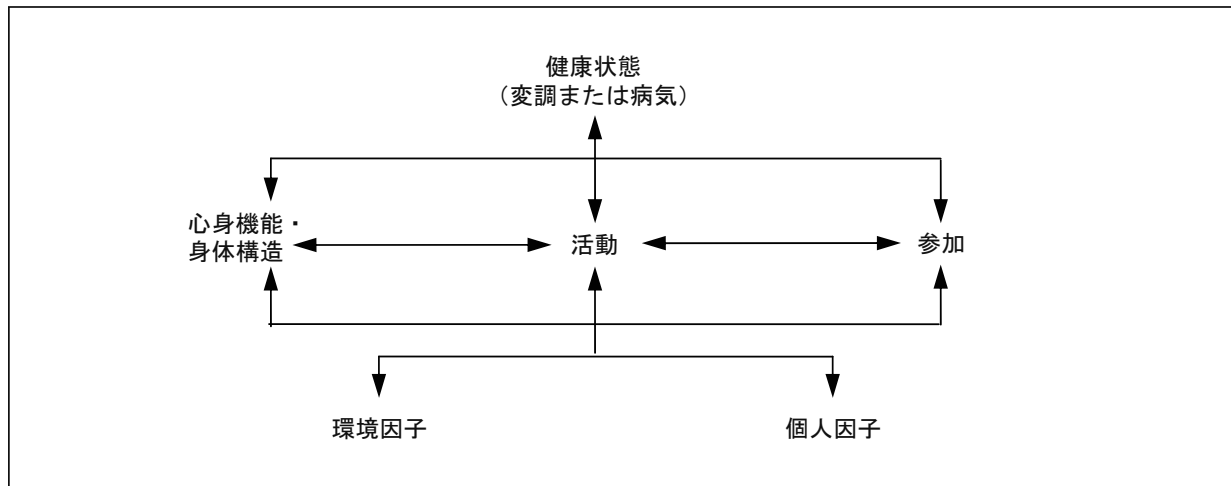 健康状態
（変調または病気）
心身機能・
身体構造
活動
参加
環境因子
個人因子